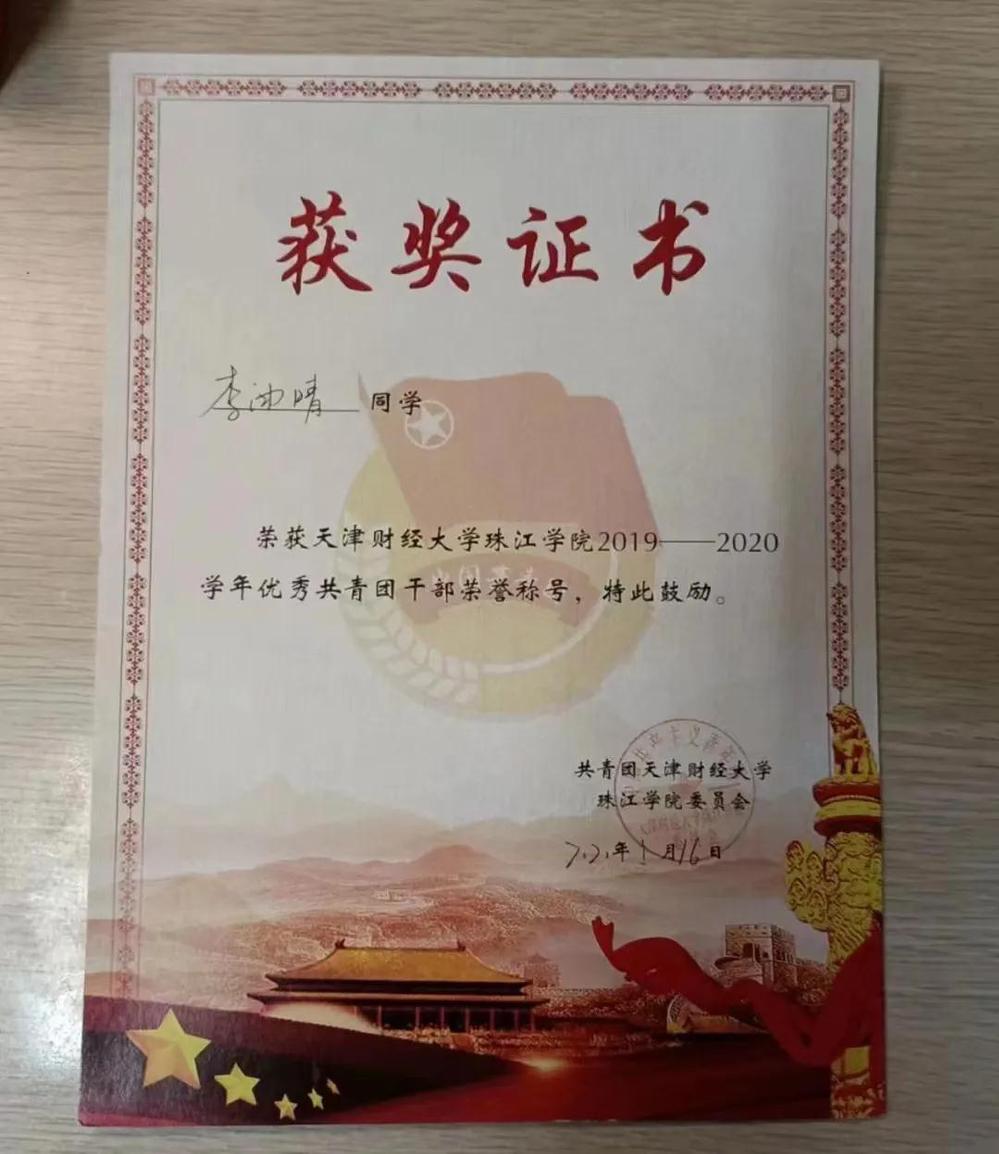 获奖证书
李沛晴 同学
荣获天津财经大学珠江学院2019——2020
学年优秀共青团干部荣誉称号，特此鼓励。
共青团天津财经大学
珠江学院委员会
月16日